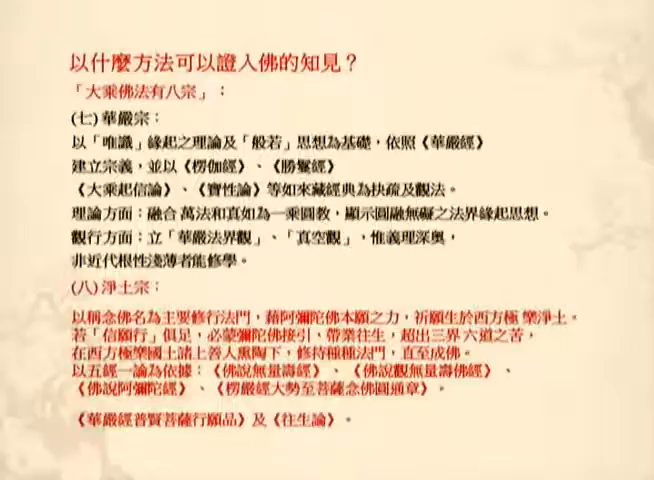 以什麼方法可以證入佛的知見？
「大乘佛法有八宗」：
(七) 華嚴宗：
以「唯識」緣起之理論及「般若」思想為基礎，依照《華嚴經》
建立宗義，並以《楞伽經》、《勝鬘經》
《大乘起信論》、《寶性論》等如來藏經典為抉疏及觀法。
理論方面：融合 萬法和真如為一乘圓教，顯示圓融無礙之法界緣起思想。
觀行方面：立「華嚴法界觀」、「真空觀」，惟義理深奧，
非近代根性淺薄者能修學。
(八) 淨土宗：
以稱念佛名為主要修行法門，藉阿彌陀佛本願之力，祈願生於西方極 樂淨土。
若「信願行」俱足，必蒙彌陀佛接引、帶業往生，超出三界 六道之苦，
在西方極樂國土諸上善人熏陶下，修持種種法門，直至成佛。
以五經一論為依據：《佛說無量壽經》、《佛說觀無量壽佛經》、
《佛說阿彌陀經》、《楞嚴經大勢至菩薩念佛圓通章》。
《華嚴經普賢菩薩行願品》及《往生論》。